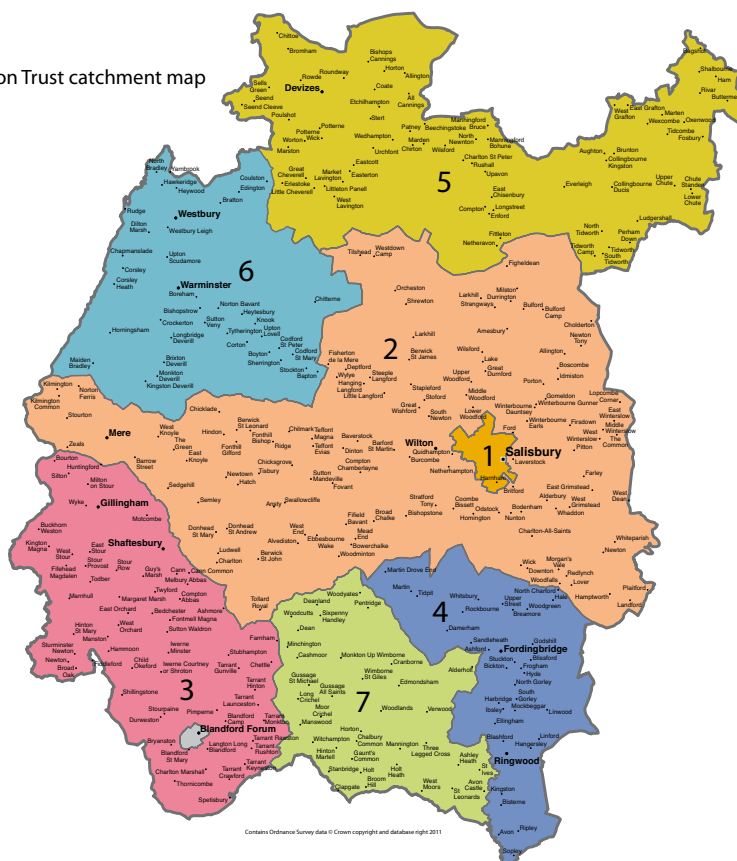 on Trust catchment map
Chittoe
Bromham
Bishops
Cannings
Roundway
Rowde
Horton
Allington
Devizes
Sells
Green
Seend
Seend Cleeve
Coate
All
Cannings
Etchilhampton
Poulshot
Stert
Potterne
Potterne
Wick
Worton
Marston
Wedhampton
Urchfont
Patney
Beechingstoke
Marden
Chirton
Wilsford
North
Newnton
Manningford
Bruce
Manningford
Bohune
Charlton St Peter
Rushall
Upavon
Eastcott
Easterton
Great
Cheverell
Erlestoke
Little Cheverell
Market
Lavington
Littleton Panell
West
Lavington
5
East
Chisenbury
Compton
Longstreet
Enford
Fittleton
Netheravon
Bagshot
Shalbourne
Ham
Rivar
Buttermere
West
Grafton
East Grafton
Marten
Wexcombe
Oxenwood
Tidcombe
Fosbury
Aughton
Brunton
Collingbourne
Kingston
Everleigh
Collingbourne
Ducis
Upper
Chute
Chute
Standen
Lower
Chute
Ludgershall
North
Tidworth
Perham
Down
Tidworth
Camp
Tidworth
South
Tidworth
North
Bradley
Yarnbrook
Hawkeridge
Heywood
Coulston
Edington
Bratton
Rudge
Westbury
Dilton
Marsh
Westbury Leigh
Chapmanslade
Upton
Scudamore
Corsley
Corsley
Heath
6
Warminster
Boreham
Bishopstrow
Norton Bavant
Heytesbury
Chitterne
Crockerton
Sutton
Veny
Knook
Upton
Lovell
Tytherington
Horningsham
Longbridge
Deverill
Corton
Codford
St Peter
Codford
St Mary
Boyton
Sherrington
Stockton
Bapton
Maiden
Bradley
Brixton
Deverill
Monkton
Deverill
Kingston Deverill
Tilshead
Westdown
Camp
Figheldean
Orcheston
Shrewton
Larkhill
Strangways
Milston
Durrington
Bulford
Bulford
Camp
Cholderton
Newton
Tony
Larkhill
Amesbury
2
Fisherton
de la Mere
Deptford
Wylye
Hanging
Langford
Steeple
Langford
Little Langford
Berwick
St James
Wilsford
Lake
Great
Durnford
Allington
Boscombe
Idmiston
Stapleford
Stoford
Upper
Woodford
Middle
Woodford
Lower
Woodford
Porton
Gomeldon
Winterbourne Gunner
Winterbourne
Dauntsey
Winterbourne
Earls
Lopcombe
Corner
East
Winterslow
Middle
Winterslow
The
Common
Firsdown
West
Winterslow
Pitton
Great
Wishford
South
Newton
Ford
Kilmington
Kilmington
Common
Norton
Ferris
Stourton
Zeals
Mere
Chicklade
West
Knoyle
The
Green
East
Knoyle
Hindon
Berwick
St Leonard
Fonthill
Bishop
Fonthill
Gifford
Ridge
Chilmark
Teffont
Magna
Teffont
Evias
Baverstock
Dinton
Barford
St Martin
Wilton
Quidhampton
Burcombe
1
Salisbury
Laverstock
Barrow
Street
Chicksgrove
Tisbury
Newtown
Hatch
Compton
Chamberlayne
Sutton
Mandeville
Fovant
Nethampton
Harnham
Britford
Farley
East Grimstead
Alderbury
West
Grimstead
Whaddon
West
Dean
Sedgehill
Semley
Ansty
Swallowcliffe
Stratford
Tony
Bishopstone
Coombe
Bissett
Odstock
Homington
Bodenham
Nunton
Charlton-All-Saints
Fifield
Bavant
Broad
Chalke
Donhead
St Mary
Donhead
St Andrew
West
End
Alvediston
Ebbesbourne
Wake
Mead
End
Bowerchalke
Woodminton
Whiteparish
Newton
Ludwell
Charlton
Berwick
St John
Tollard
Royal
Wick
Downton
Woodfalls
Morgan's
Vale
Redlynch
Lover
Hamptworth
Plaitford
Landford
Bourton
Huntingford
Silton
Milton
on Stour
Wyke
Gillingham
Motcombe
Buckhorn
Weston
Kington
Magna
Shaftesbury
West
Stour
East
Stour
Stour
Provost
Stour
Row
Fifehead
Magdalen
Todber
Guy's
Marsh
Cann
Cann Common
Melbury Abbas
Twyford
Compton
Abbas
Marnhull
Margaret Marsh
East Orchard
Bedchester
Ashmore
Fontmell Magna
Hinton
St Mary
Manston
West
Orchard
Sutton Waldron
Hammoon
Iwerne
Minster
Farnham
Stubhampton
Sturminster
Newton
Newton
Broad
Oak
Fiddleford
Child
Okeford
Iwerne Courtney
or Shroton
Tarrant
Gunville
Chettle
Tarrant
Hinton
3
Shillingstone
Stourpaine
Durweston
Pimperne
Tarrant
Launceston
Blandford
Camp
Tarrant
Monkton
Blandford Forum
Bryanston
Blandford
St Mary
Langton Long
Blandford
Tarrant Rawston
Tarrant
Rushton
Tarrant
Keyneston
Tarrant
Crawford
Charlton Marshall
Thornicombe
Spetisbury
Martin Drove End
Martin
Tidpit
Whitsbury
Rockbourne
4
Upper
Street
North Charford
Hale
Woodgreen
Breamore
Damerham
Sandleheath
Ashford
Godshill
Fordingbridge
Stuckton
Bickton
Blissford
Frogham
Hyde
North Gorley
South
Gorley
Harbridge
Ibsley
Mockbeggar
Linwood
Ellingham
Blashford
Linford
Hangersley
Ringwood
Kingston
Bisterne
Avon
Ripley
Sopley
Woodyates
Deanland
Pentridge
Woodcutts
Sixpenny
Handley
Dean
Minchington
Cashmoor
Monkton Up Wimborne
Cranborne
Wimborne
St Giles
Alderholt
Gussage
St Michael
Gussage
All Saints
Edmondsham
7
Long
Crichel
Moor
Crichel
Manswood
Woodlands
Verwood
Horton
Witchampton
Chalbury
Common
Mannington
Three
Legged Cross
Hinton
Martell
Gaunt's
Common
Ashley
Heath
St
Ives
Avon
Castle
Stanbridge
Holt
Holt
Heath
Broom
Hill
Clapgate
West
Moors
St
Leonards
Contains Ordnance Survey data © Crown copyright and database right 2011